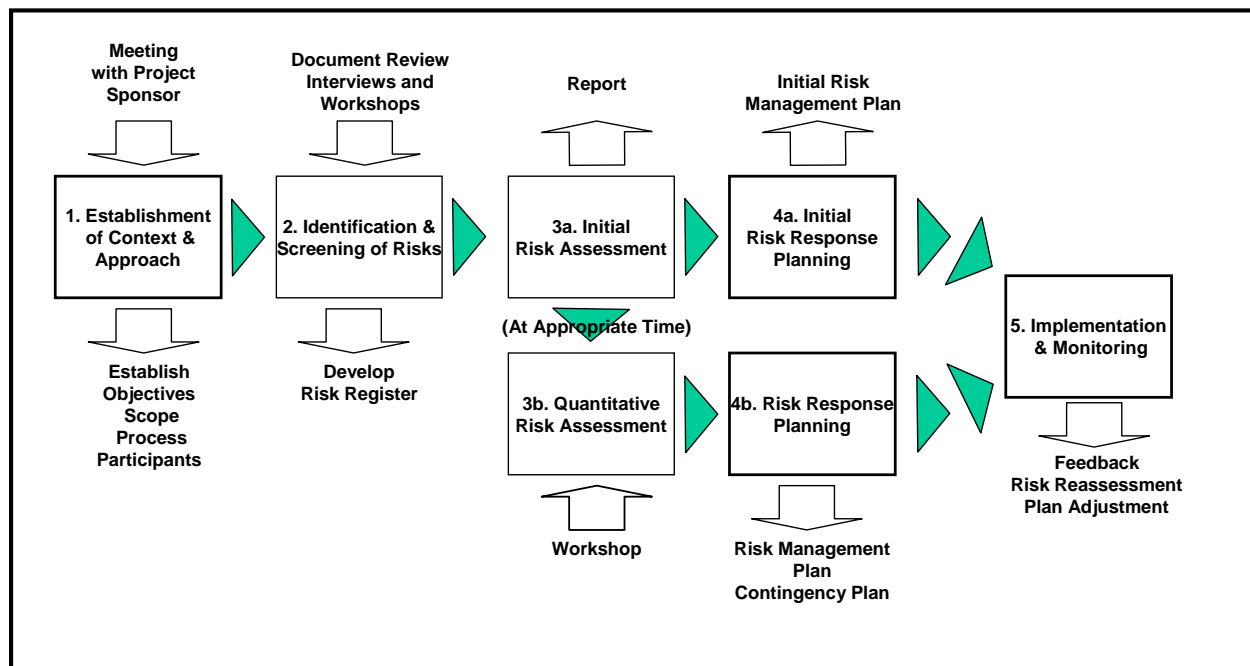 Meeting
with Project
Sponsor
Document Review
Interviews and
Workshops
Report
Initial Risk
Management Plan
1. Establishment
of Context &
Approach
2. Identification &
Screening of Risks
3a. Initial
Risk Assessment
4a. Initial
Risk Response
Planning
(At Appropriate Time)
5. Implementation
& Monitoring
Establish
Objectives
Scope
Process
Participants
Develop
Risk Register
3b. Quantitative
Risk Assessment
4b. Risk Response
Planning
Feedback
Risk Reassessment
Plan Adjustment
Workshop
Risk Management
Plan
Contingency Plan